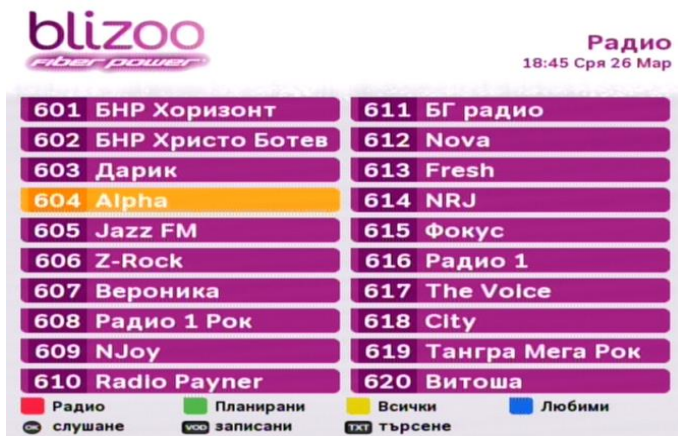 blizoo
Fiber power
Радио
18:45 Сря 26 Мар
601 БНР Хоризонт
602 БНР Христо Ботев
603 Дарик
604 Alpha
605 Jazz FM
606 Z-Rock
607 Вероника
608 Радио 1 Рок
609 NJoy
610 Radio Payner
611 БГ радио
612 Nova
613 Fresh
614 NRJ
615 Фокус
616 Радио 1
617 The Voice
618 City
619 Тангра Мега Рок
620 Витоша
Радио Планирани Всички Любими
OK слушане VOD записани TXT търсене